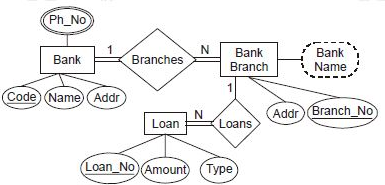 Ph_No
1
N
Bank
Branches
Bank
Branch
Bank
Name
Code
Name
Addr
1
Addr
Branch_No
Loan
N
Loans
Loan_No
Amount
Type